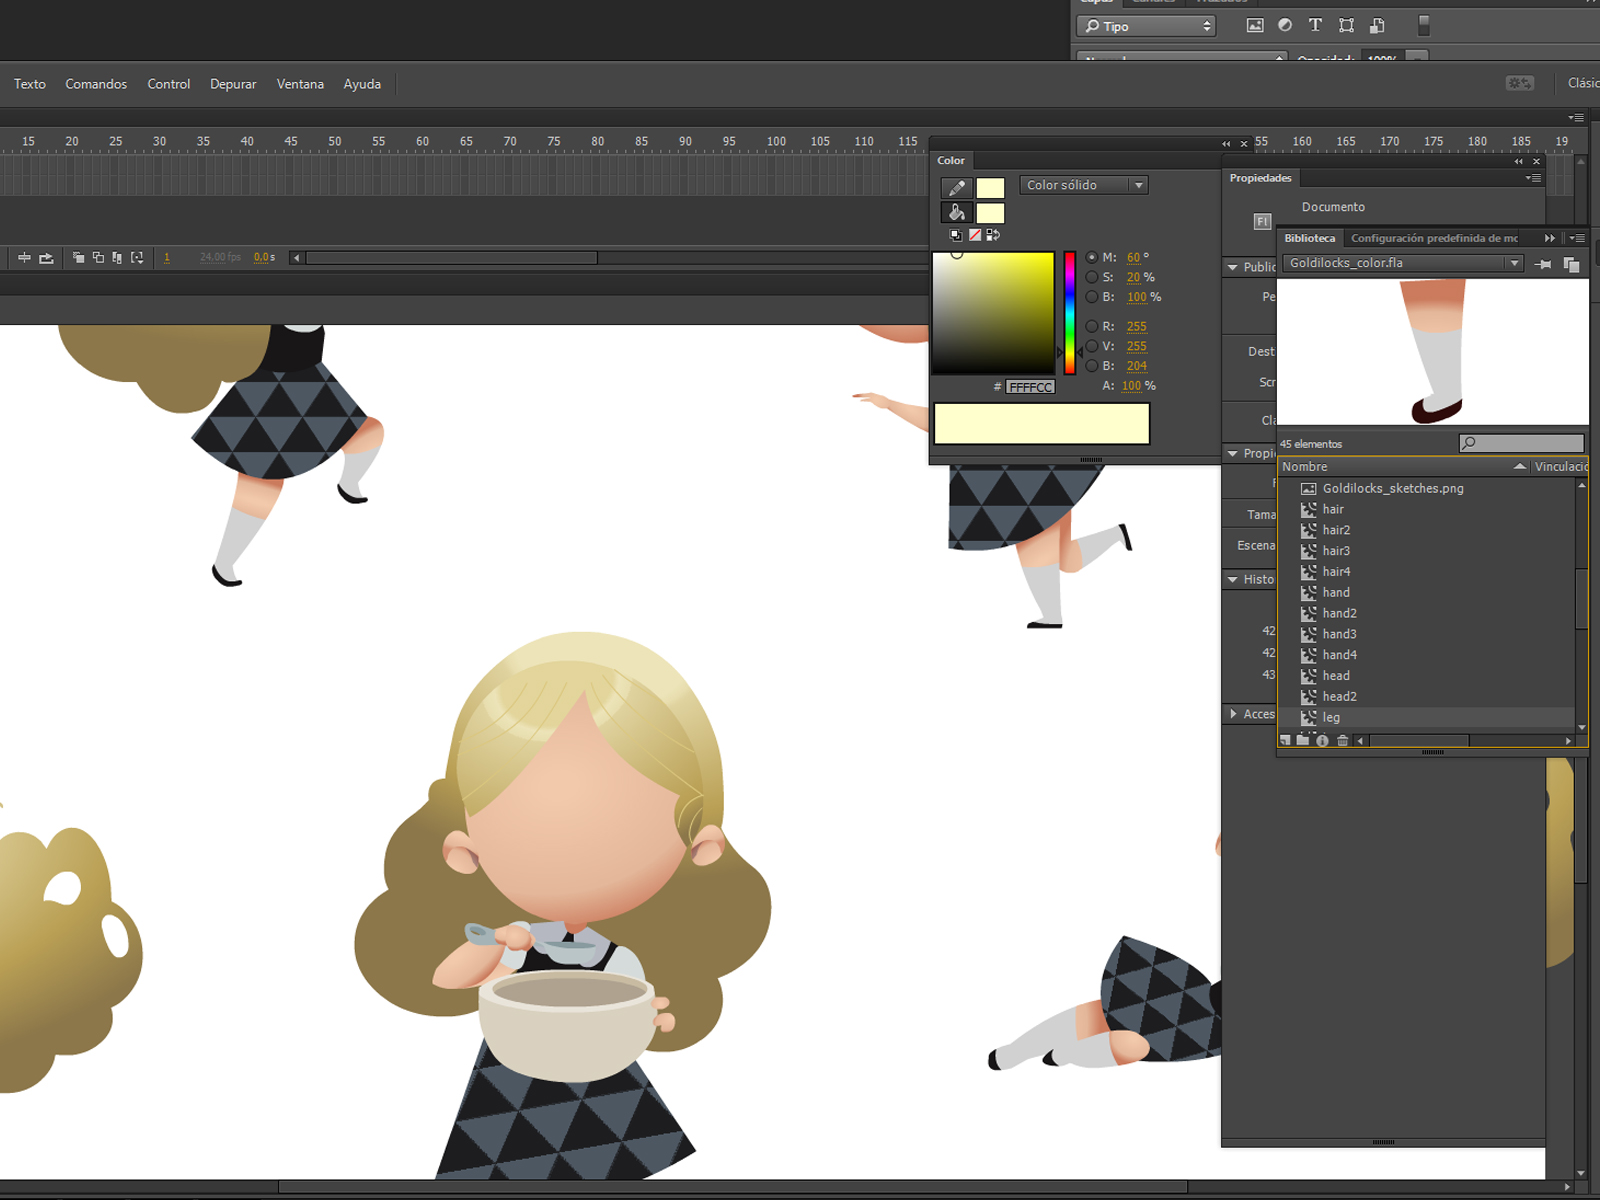 Tipo
100%
Texto Comandos Control Depurar Ventana Ayuda
15 20 25 30 35 40 45 50 55 60 65 70 75 80 85 90 95 100 105 110 115 55 160 165 170 175 180 185 19
1 24.00 fps 0.0 s
Color
Color sólido
M: 60 °
S: 20 %
B: 100 %
R: 255
V: 255
B: 204
# FFFFCC
A: 100 %
Propiedades
Documento
Fl
Biblioteca Configuración predefinida de mo
Goldilocks_color.fla
Public
Pe
Dest
Scr
Cla
45 elementos
Propi
Nombre Vinculació
Goldilocks_sketches.png
hair
hair2
hair3
hair4
hand
hand2
hand3
hand4
head
head2
leg
Tama
Escena
Histo
42
42
43
Acces